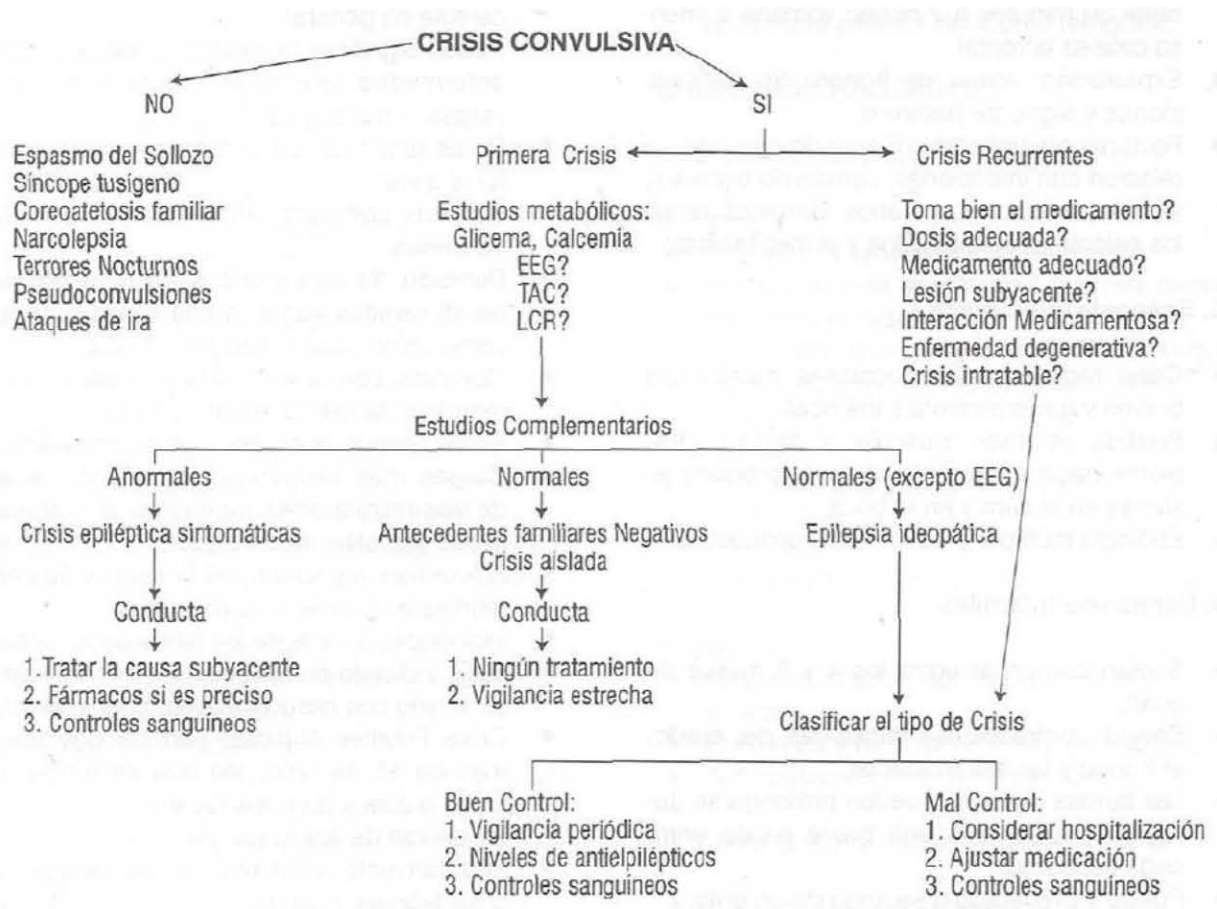 CRISIS CONVULSIVA
NO
SI
Espasmo del Sollozo
Síncope tusígeno
Coreoatetosis familiar
Narcolepsia
Terrores Nocturnos
Pseudoconvulsiones
Ataques de ira
Primera Crisis
Crisis Recurrentes
Estudios metabólicos:
Glicema, Calcemia
EEG?
TAC?
LCR?
Toma bien el medicamento?
Dosis adecuada?
Medicamento adecuado?
Lesión subyacente?
Interacción Medicamentosa?
Enfermedad degenerativa?
Crisis intratable?
Estudios Complementarios
Anormales
Normales
Normales (excepto EEG)
Crisis epiléptica sintomáticas
Antecedentes familiares Negativos
Crisis aislada
Epilepsia ideopática
Conducta
Conducta
1. Tratar la causa subyacente
2. Fármacos si es preciso
3. Controles sanguíneos
1. Ningún tratamiento
2. Vigilancia estrecha
Clasificar el tipo de Crisis
Buen Control:
1. Vigilancia periódica
2. Niveles de antielpilépticos
3. Controles sanguíneos
Mal Control:
1. Considerar hospitalización
2. Ajustar medicación
3. Controles sanguíneos